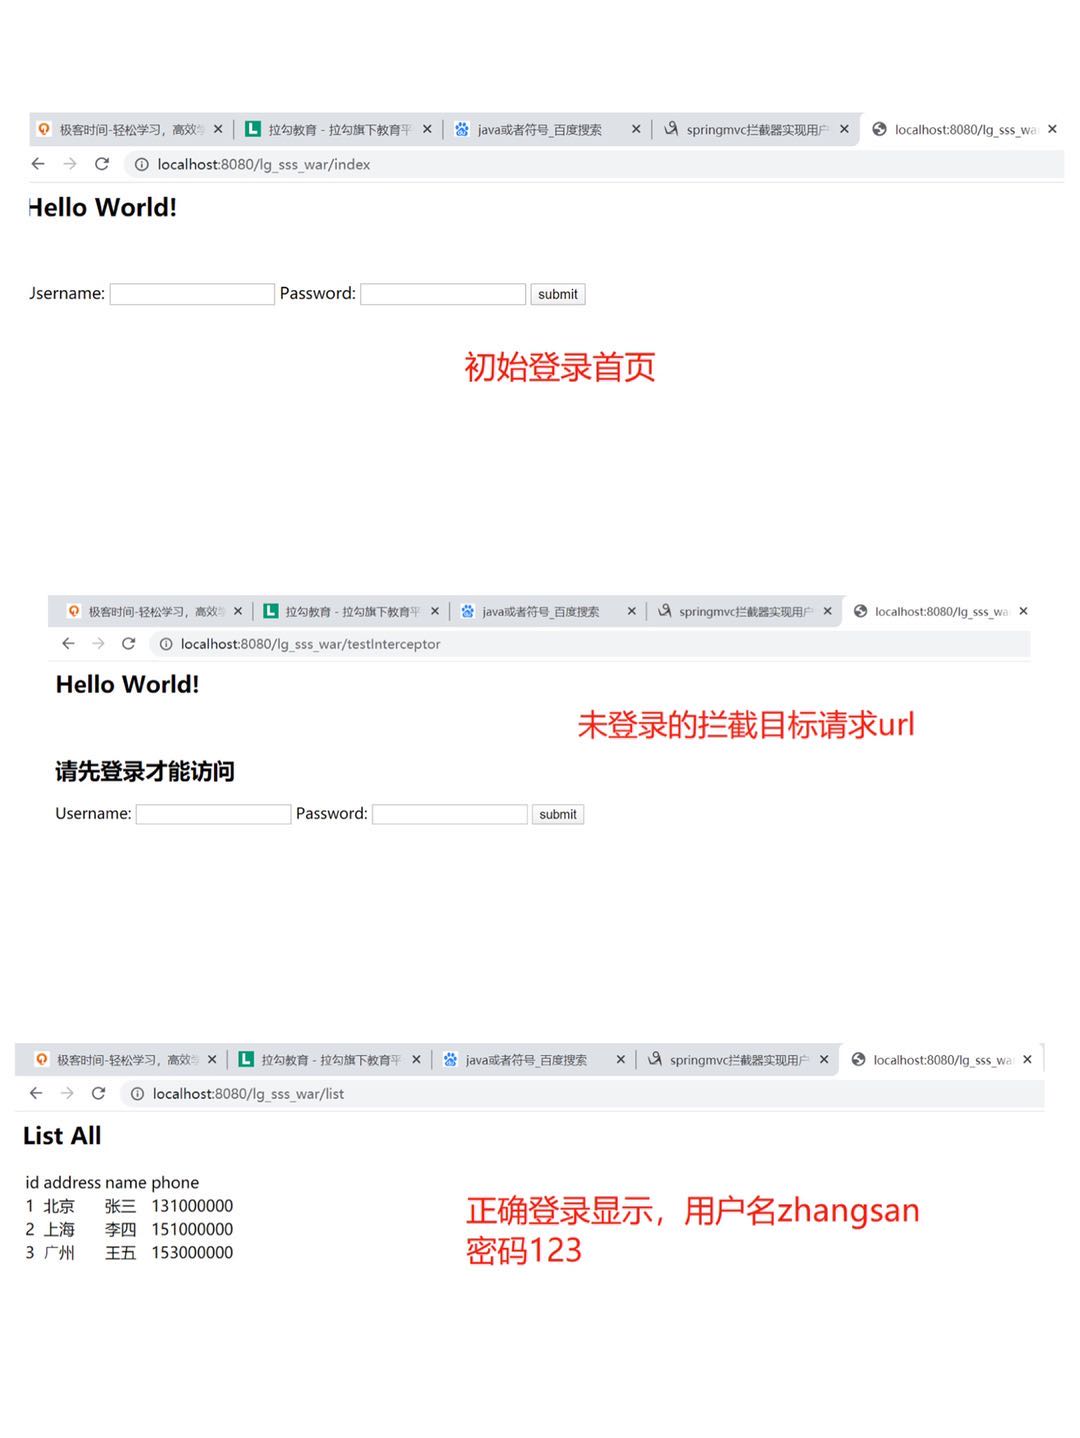 极客时间-轻松学习，高效 拉勾教育 - 拉勾旗下教育平 java或者符号_百度搜索 springmvc拦截器实现用户 localhost:8080/lg_sss_wa
localhost:8080/lg_sss_war/index
Hello World!
Username: Password: submit
初始登录首页
极客时间-轻松学习，高效 拉勾教育 - 拉勾旗下教育平 java或者符号_百度搜索 springmvc拦截器实现用户 localhost:8080/lg_sss_wa
localhost:8080/lg_sss_war/testInterceptor
Hello World!
未登录的拦截目标请求url
请先登录才能访问
Username: Password: submit
极客时间-轻松学习，高效 拉勾教育 - 拉勾旗下教育平 java或者符号_百度搜索 springmvc拦截器实现用户 localhost:8080/lg_sss_wa
localhost:8080/lg_sss_war/list
List All
id address name phone
1 北京 张三 131000000
2 上海 李四 151000000
3 广州 王五 153000000
正确登录显示，用户名zhangsan
密码123